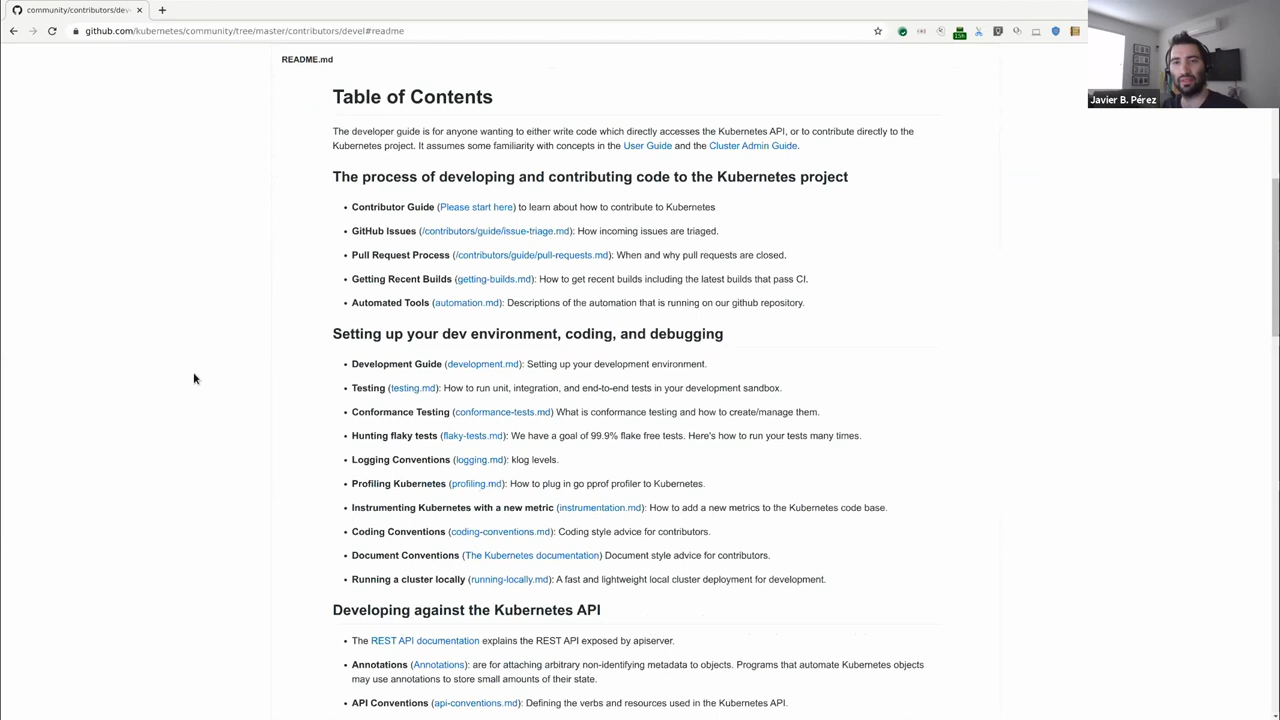 community/contributors/dev
github.com/kubernetes/community/tree/master/contributors/devel#readme
15h
Javier B. Pérez
README.md
Table of Contents
The developer guide is for anyone wanting to either write code which directly accesses the Kubernetes API, or to contribute directly to the
Kubernetes project. It assumes some familiarity with concepts in the User Guide and the Cluster Admin Guide.
The process of developing and contributing code to the Kubernetes project
• Contributor Guide (Please start here) to learn about how to contribute to Kubernetes
• GitHub Issues (/contributors/guide/issue-triage.md): How incoming issues are triaged.
• Pull Request Process (/contributors/guide/pull-requests.md): When and why pull requests are closed.
• Getting Recent Builds (getting-builds.md): How to get recent builds including the latest builds that pass CI.
• Automated Tools (automation.md): Descriptions of the automation that is running on our github repository.
Setting up your dev environment, coding, and debugging
• Development Guide (development.md): Setting up your development environment.
• Testing (testing.md): How to run unit, integration, and end-to-end tests in your development sandbox.
• Conformance Testing (conformance-tests.md) What is conformance testing and how to create/manage them.
• Hunting flaky tests (flaky-tests.md): We have a goal of 99.9% flake free tests. Here's how to run your tests many times.
• Logging Conventions (logging.md): klog levels.
• Profiling Kubernetes (profiling.md): How to plug in go pprof profiler to Kubernetes.
• Instrumenting Kubernetes with a new metric (instrumentation.md): How to add a new metrics to the Kubernetes code base.
• Coding Conventions (coding-conventions.md): Coding style advice for contributors.
• Document Conventions (The Kubernetes documentation) Document style advice for contributors.
• Running a cluster locally (running-locally.md): A fast and lightweight local cluster deployment for development.
Developing against the Kubernetes API
• The REST API documentation explains the REST API exposed by apiserver.
• Annotations (Annotations): are for attaching arbitrary non-identifying metadata to objects. Programs that automate Kubernetes objects
may use annotations to store small amounts of their state.
• API Conventions (api-conventions.md): Defining the verbs and resources used in the Kubernetes API.